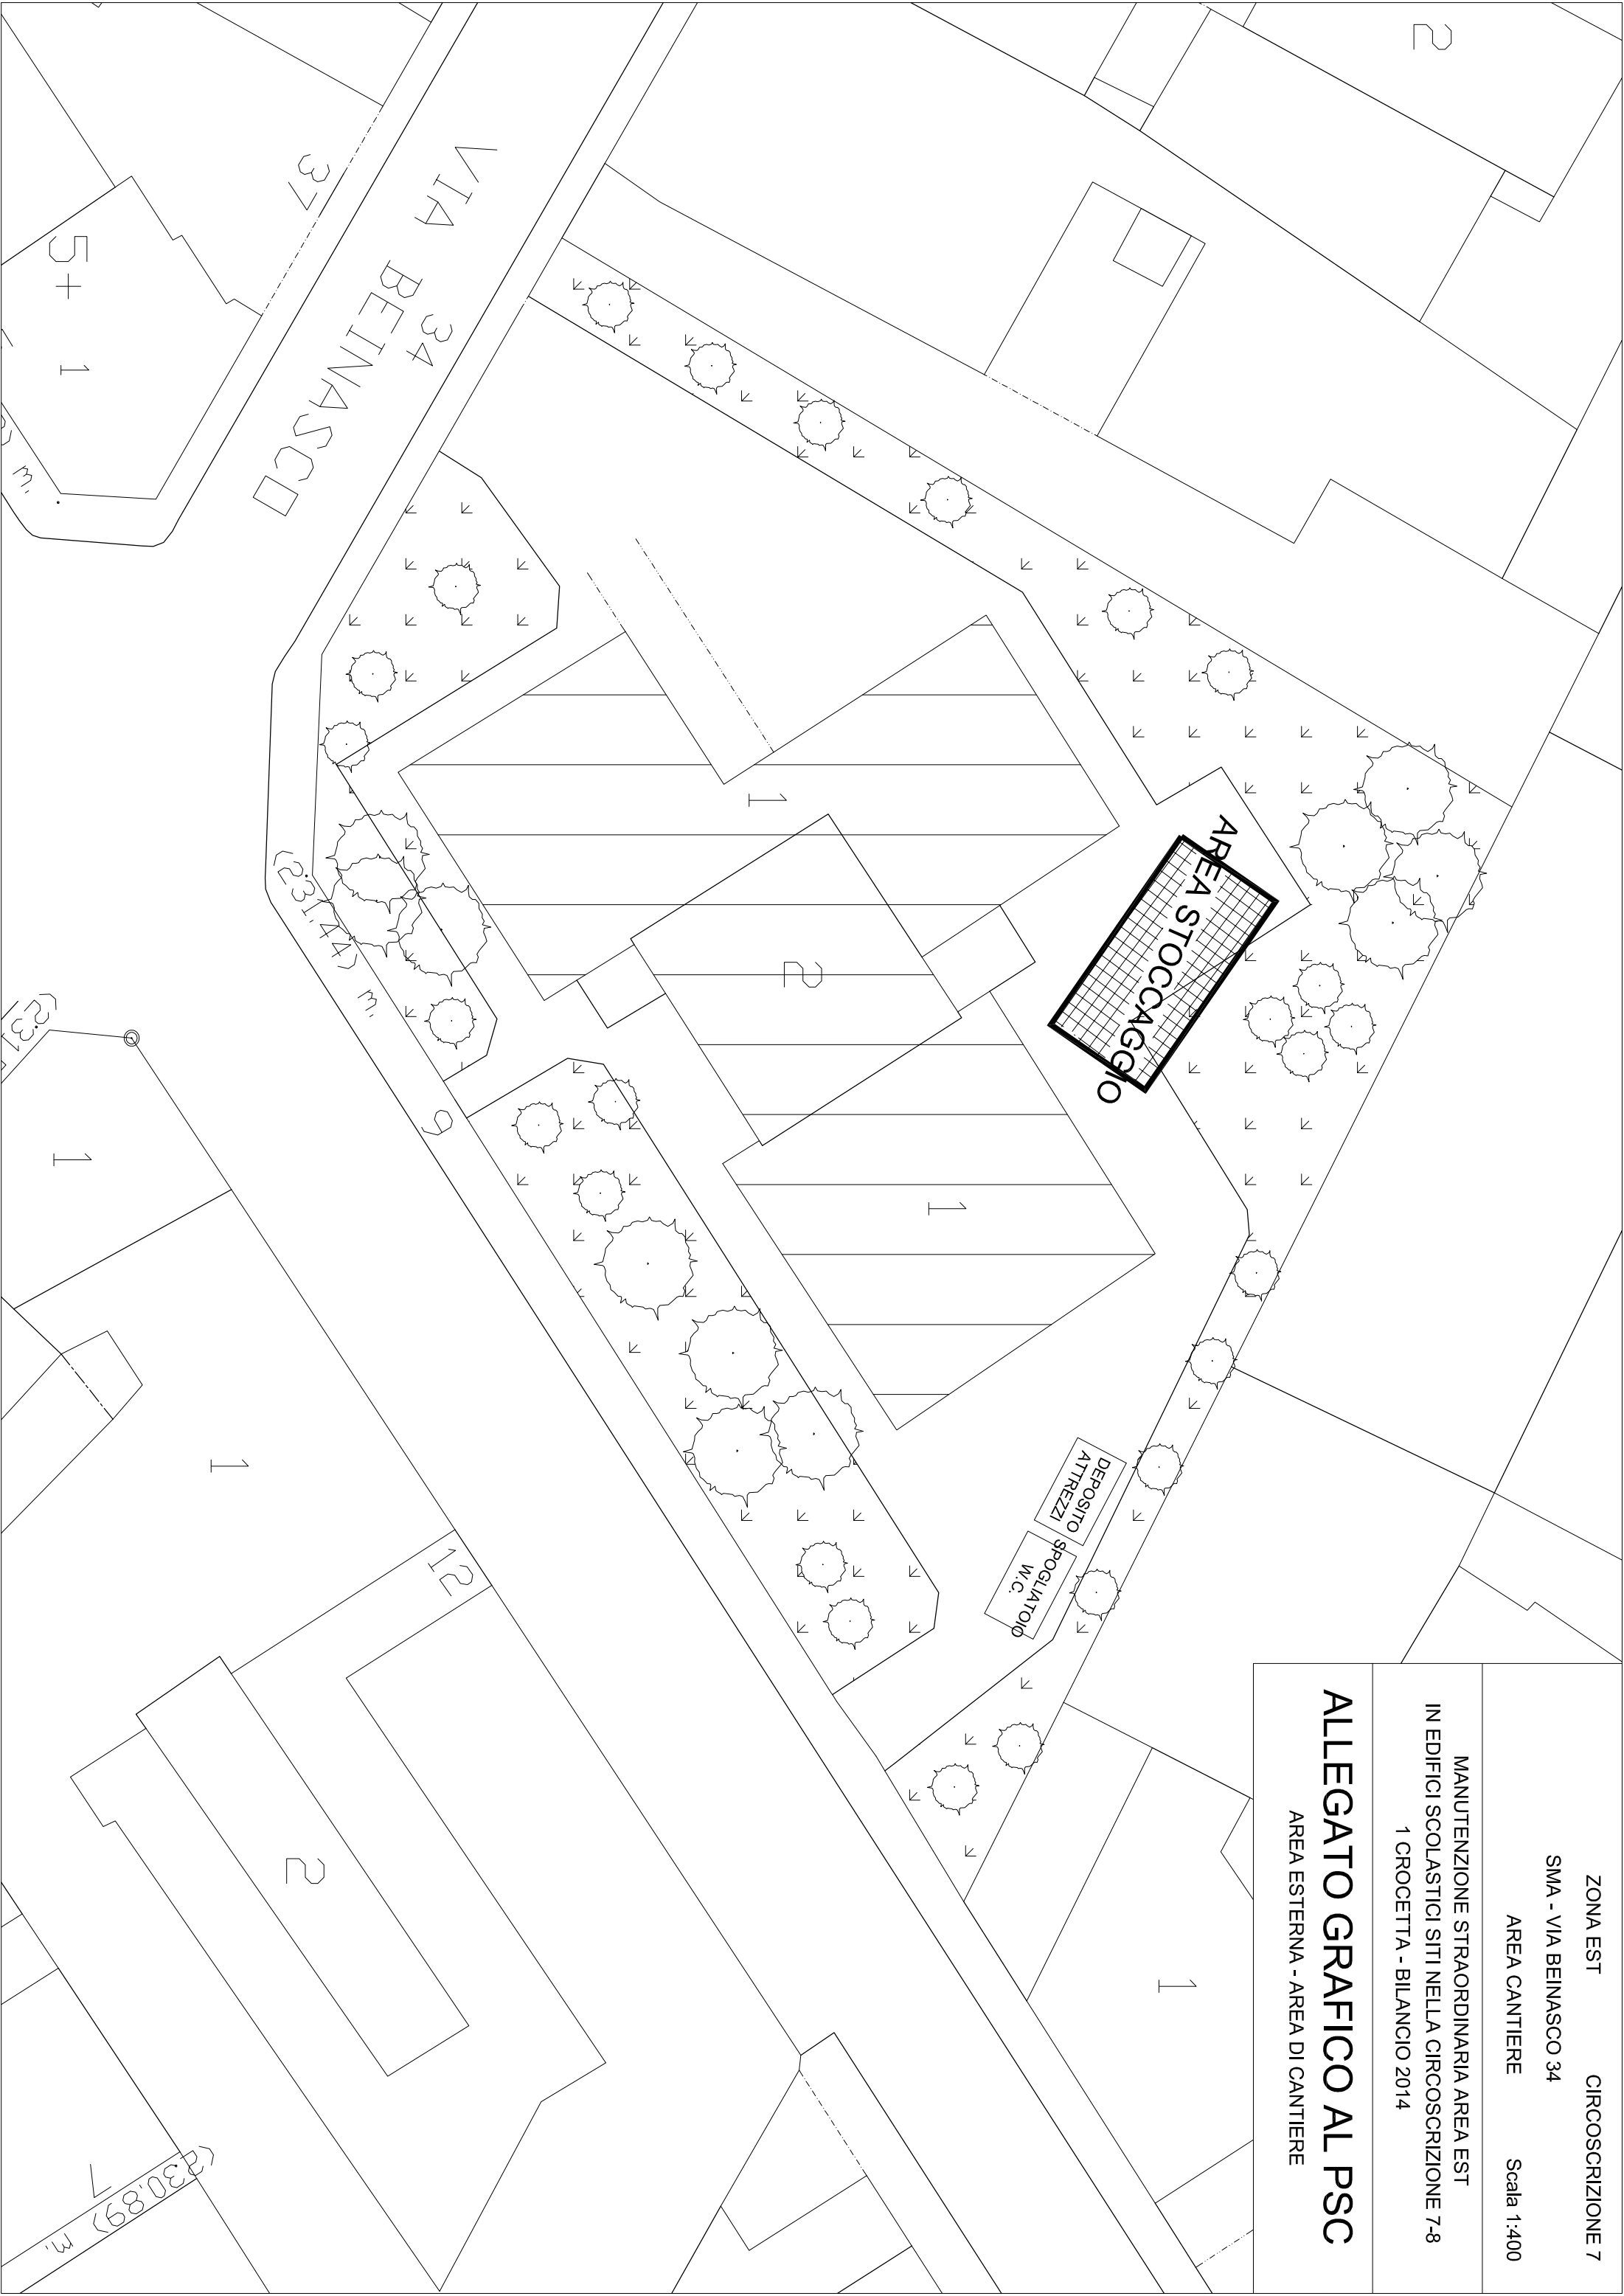 ZONA EST CIRCOSCRIZIONE 7
SMA - VIA BEINASCO 34
AREA CANTIERE Scala 1:400
MANUTENZIONE STRAORDINARIA AREA EST
IN EDIFICI SCOLASTICI SITI NELLA CIRCOSCRIZIONE 7-8
1 CROCETTA - BILANCIO 2014
ALLEGATO GRAFICO AL PSC
AREA ESTERNA - AREA DI CANTIERE
2
37
VIA BEINASCO
34
5+ 1
m.
1
AREA STOCCAGGIO
2
(231.44) m.
9
1
1
1
DEPOSITO
ATTREZZI
SPOGLIATOIO
W.C.
12
2
1
7
(230.89) m.